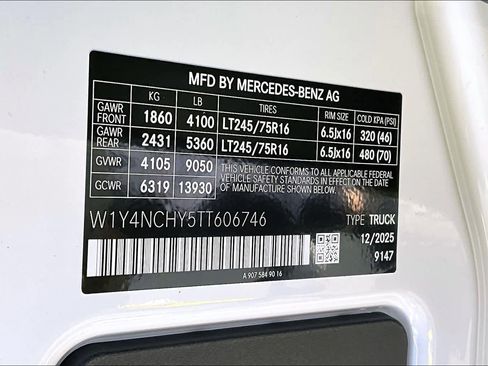 MFD BY MERCEDES-BENZ AG
KG LB TIRES RIM SIZE COLD KPA (PSI)
GAWR FRONT 1860 4100 LT245/75R16 6.5Jx16 320 (46)
GAWR REAR 2431 5360 LT245/75R16 6.5Jx16 480 (70)
GVWR 4105 9050
GCWR 6319 13930
THIS VEHICLE CONFORMS TO ALL APPLICABLE FEDERAL
VEHICLE SAFETY STANDARDS IN EFFECT ON THE DATE OF
MANUFACTURE SHOWN ABOVE.
W1Y4NCHY5TT606746 TYPE TRUCK
12/2025
9147
A 907 584 90 16